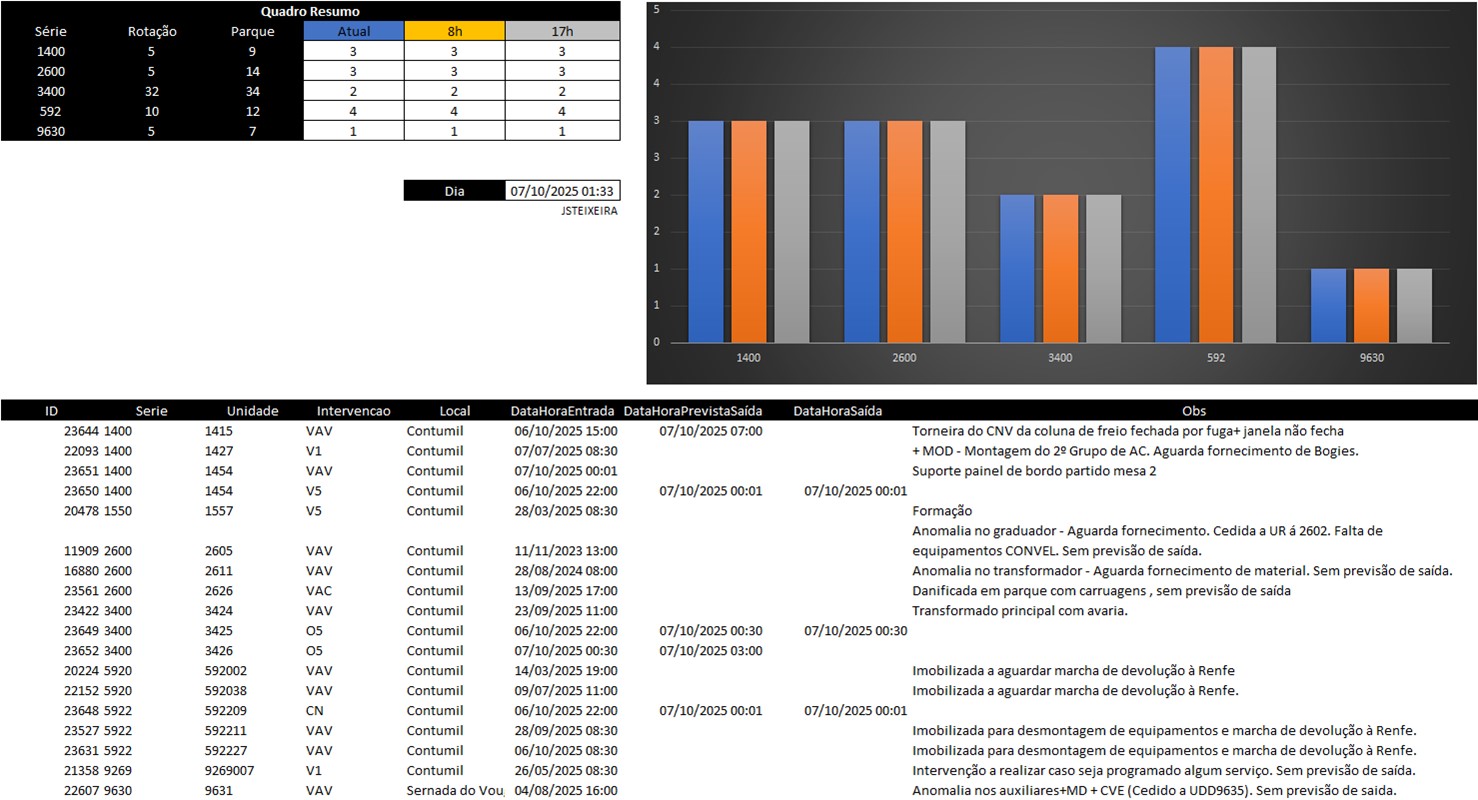 Quadro Resumo
Série Rotação Parque Atual 8h 17h
1400 5 9 3 3 3
2600 5 14 3 3 3
3400 32 34 2 2 2
592 10 12 4 4 4
9630 5 7 1 1 1
Dia 07/10/2025 01:33
JSTEIXEIRA
5
4
4
3
3
2
2
1
1
0
1400 2600 3400 592 9630
ID Serie Unidade Intervencao Local DataHoraEntrada DataHoraPrevistaSaída DataHoraSaída Obs
23644 1400 1415 VAV Contumil 06/10/2025 15:00 07/10/2025 07:00 Torneira do CNV da coluna de freio fechada por fuga+ janela não fecha
22093 1400 1427 V1 Contumil 07/07/2025 08:30 + MOD - Montagem do 2º Grupo de AC. Aguarda fornecimento de Bogies.
23651 1400 1454 VAV Contumil 07/10/2025 00:01 Suporte painel de bordo partido mesa 2
23650 1400 1454 V5 Contumil 06/10/2025 22:00 07/10/2025 00:01 07/10/2025 00:01
20478 1550 1557 V5 Contumil 28/03/2025 08:30 Formação
Anomalia no graduador - Aguarda fornecimento. Cedida a UR á 2602. Falta de
11909 2600 2605 VAV Contumil 11/11/2023 13:00 equipamentos CONVEL. Sem previsão de saída.
16880 2600 2611 VAV Contumil 28/08/2024 08:00 Anomalia no transformador - Aguarda fornecimento de material. Sem previsão de saída.
23561 2600 2626 VAC Contumil 13/09/2025 17:00 Danificada em parque com carruagens , sem previsão de saída
23422 3400 3424 VAV Contumil 23/09/2025 11:00 Transformado principal com avaria.
23649 3400 3425 O5 Contumil 06/10/2025 22:00 07/10/2025 00:30 07/10/2025 00:30
23652 3400 3426 O5 Contumil 07/10/2025 00:30 07/10/2025 03:00
20224 5920 592002 VAV Contumil 14/03/2025 19:00 Imobilizada a aguardar marcha de devolução à Renfe
22152 5920 592038 VAV Contumil 09/07/2025 11:00 Imobilizada a aguardar marcha de devolução à Renfe.
23648 5922 592209 CN Contumil 06/10/2025 22:00 07/10/2025 00:01 07/10/2025 00:01
23527 5922 592211 VAV Contumil 28/09/2025 08:30 Imobilizada para desmontagem de equipamentos e marcha de devolução à Renfe.
23631 5922 592227 VAV Contumil 06/10/2025 08:30 Imobilizada para desmontagem de equipamentos e marcha de devolução à Renfe.
21358 9269 9269007 V1 Contumil 26/05/2025 08:30 Intervenção a realizar caso seja programado algum serviço. Sem previsão de saída.
22607 9630 9631 VAV Sernada do Vou 04/08/2025 16:00 Anomalia nos auxiliares+MD + CVE (Cedido a UDD9635). Sem previsão de saida.